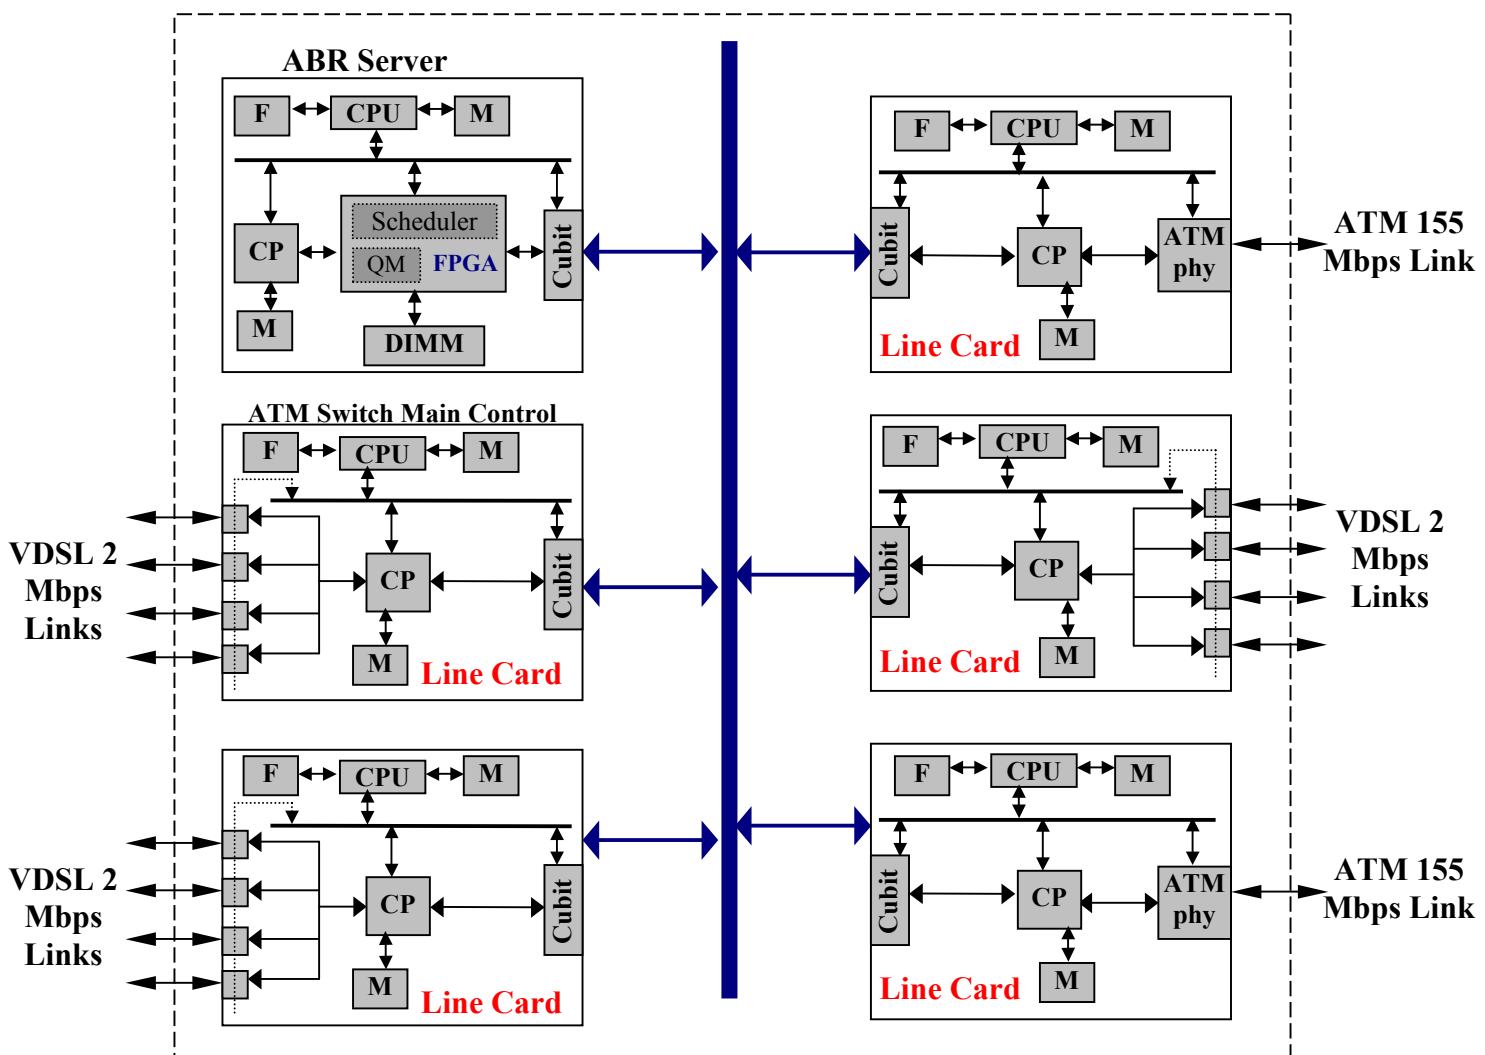 ABR Server
F
CPU
M
Scheduler
CP
QM
FPGA
Cubit
M
DIMM
F
CPU
M
Cubit
CP
ATM
phy
M
Line Card
ATM 155
Mbps Link
ATM Switch Main Control
F
CPU
M
VDSL 2
Mbps
Links
CP
Cubit
M
Line Card
F
CPU
M
Cubit
CP
M
Line Card
VDSL 2
Mbps
Links
F
CPU
M
VDSL 2
Mbps
Links
CP
Cubit
M
Line Card
F
CPU
M
Cubit
CP
ATM
phy
M
Line Card
ATM 155
Mbps Link